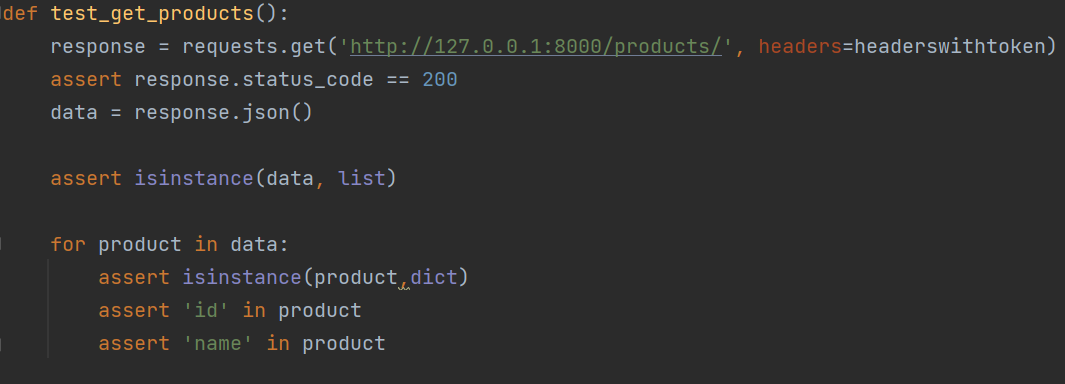 def test_get_products():
    response = requests.get('http://127.0.0.1:8000/products/', headers=headerswithtoken)
    assert response.status_code == 200
    data = response.json()
    assert isinstance(data, list)
    for product in data:
        assert isinstance(product,dict)
        assert 'id' in product
        assert 'name' in product